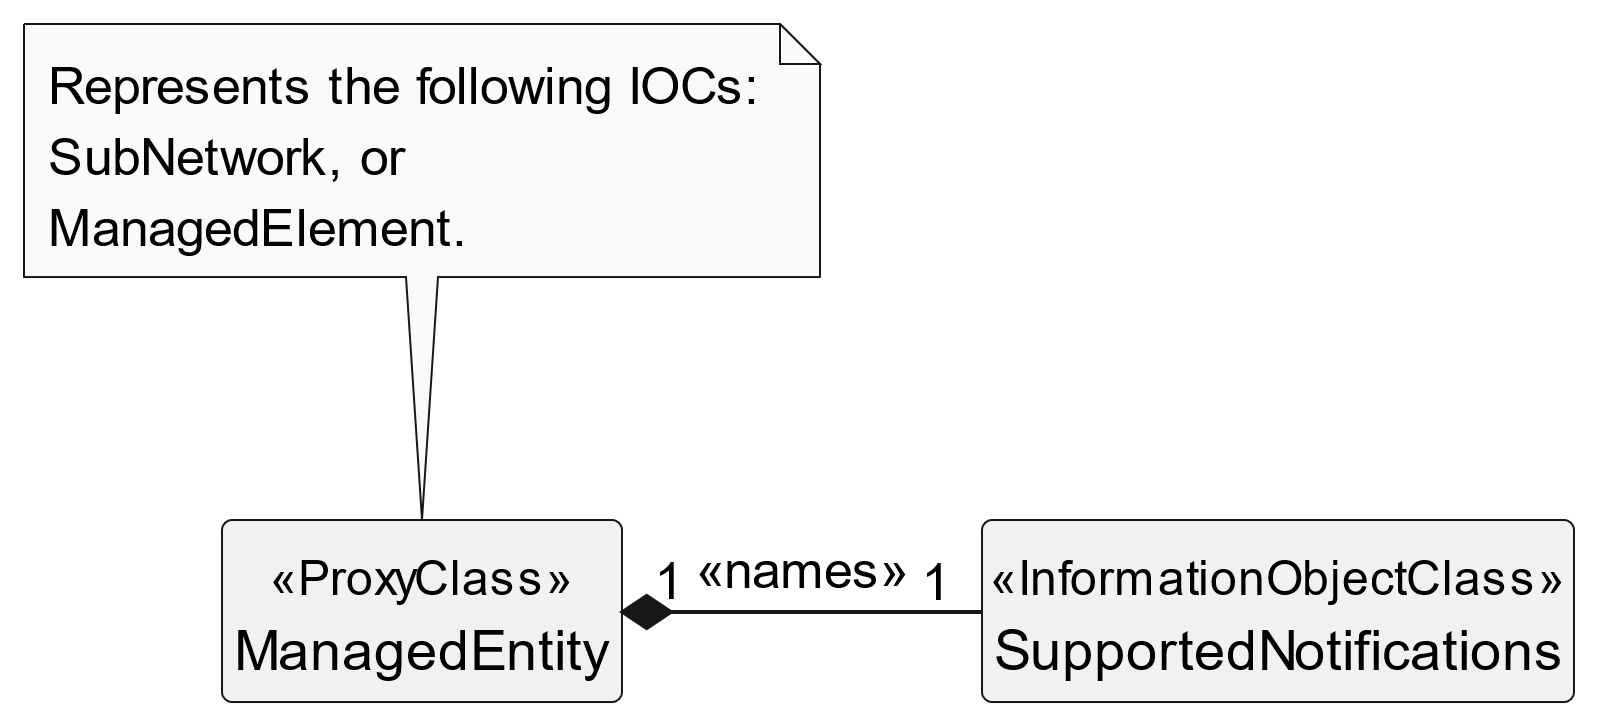 Represents the following IOCs:
SubNetwork, or
ManagedElement.
«ProxyClass»
ManagedEntity
1 «names» 1
«InformationObjectClass»
SupportedNotifications